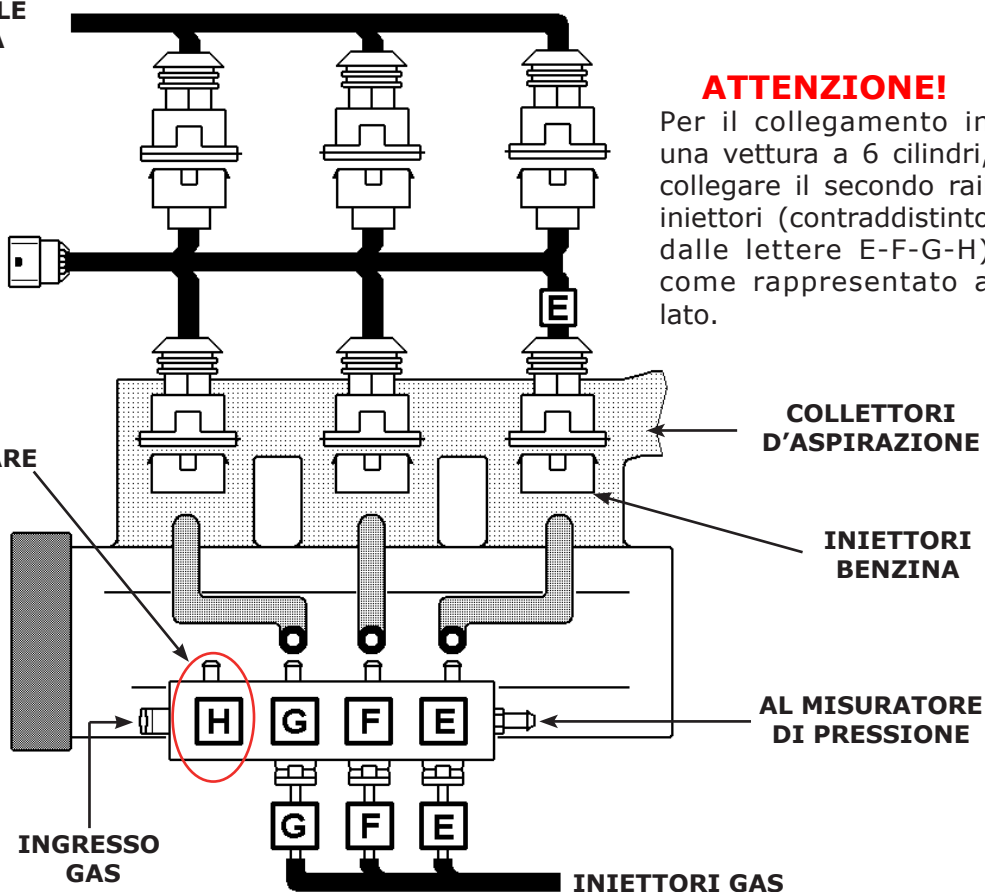 LE
A
ATTENZIONE!
Per il collegamento in
una vettura a 6 cilindri,
collegare il secondo rai
iniettori (contraddistinto
dalle lettere E-F-G-H)
come rappresentato a
lato.
E
COLLETTORI
D'ASPIRAZIONE
ARE
INIETTORI
BENZINA
H G F E
AL MISURATORE
DI PRESSIONE
G F E
INGRESSO
GAS
INIETTORI GAS